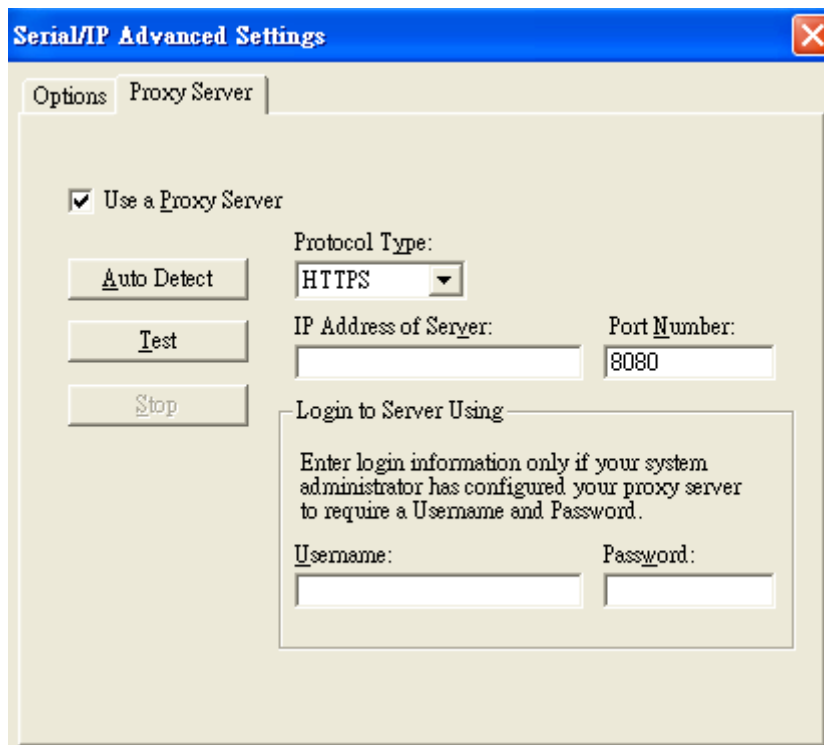 Serial/IP Advanced Settings
Options
Proxy Server
Use a Proxy Server
Protocol Type:
Auto Detect
HTTPS
IP Address of Server:
Port Number:
Test
8080
Stop
Login to Server Using
Enter login information only if your system
administrator has configured your proxy server
to require a Username and Password.
Username:
Password: